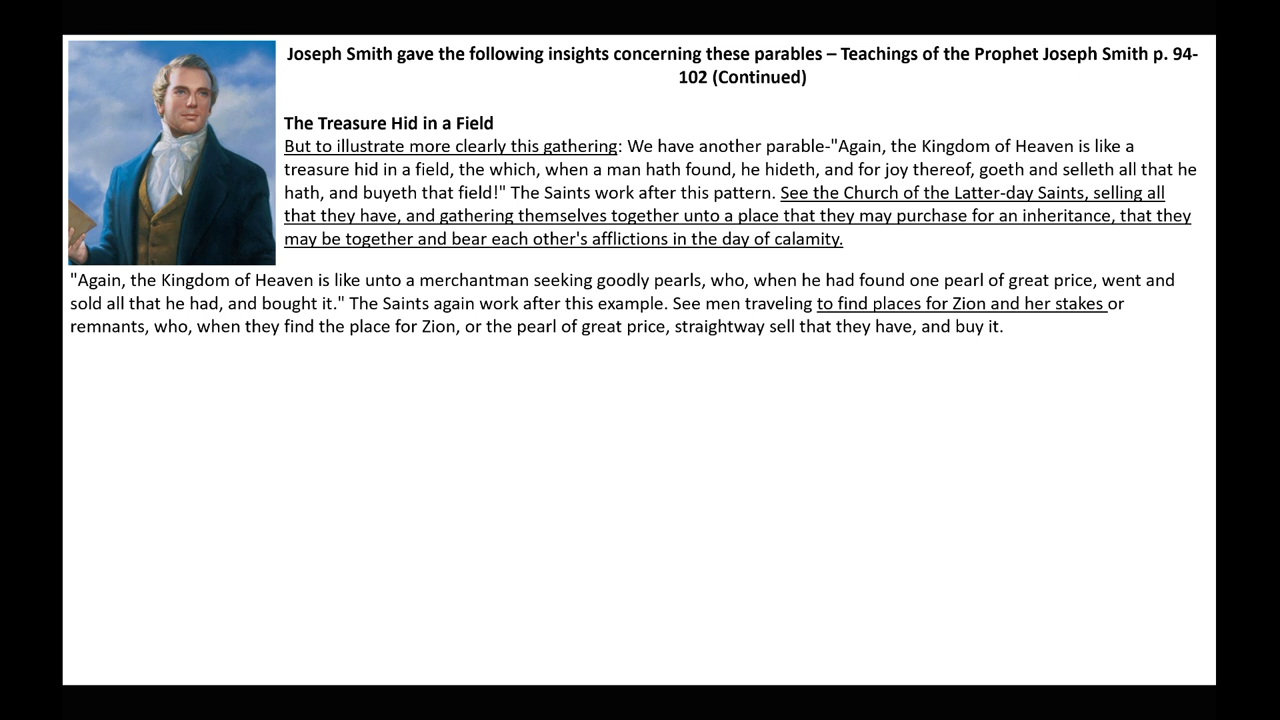 Joseph Smith gave the following insights concerning these parables – Teachings of the Prophet Joseph Smith p. 94-
102 (Continued)
The Treasure Hid in a Field
But to illustrate more clearly this gathering: We have another parable-"Again, the Kingdom of Heaven is like a
treasure hid in a field, the which, when a man hath found, he hideth, and for joy thereof, goeth and selleth all that he
hath, and buyeth that field!" The Saints work after this pattern. See the Church of the Latter-day Saints, selling all
that they have, and gathering themselves together unto a place that they may purchase for an inheritance, that they
may be together and bear each other's afflictions in the day of calamity.
"Again, the Kingdom of Heaven is like unto a merchantman seeking goodly pearls, who, when he had found one pearl of great price, went and
sold all that he had, and bought it." The Saints again work after this example. See men traveling to find places for Zion and her stakes or
remnants, who, when they find the place for Zion, or the pearl of great price, straightway sell that they have, and buy it.